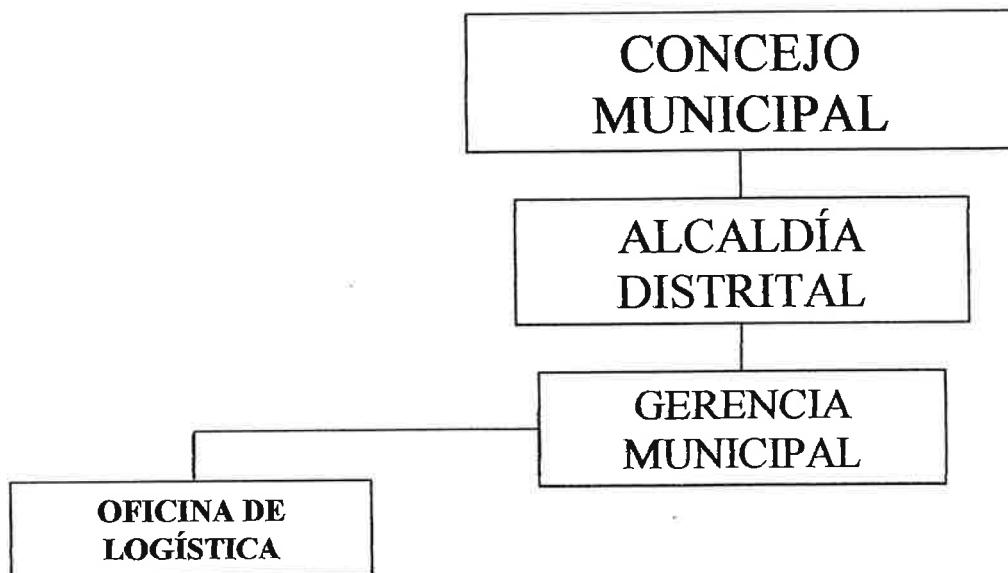 CONCEJO
MUNICIPAL
ALCALDÍA
DISTRITAL
GERENCIA
MUNICIPAL
OFICINA DE
LOGÍSTICA